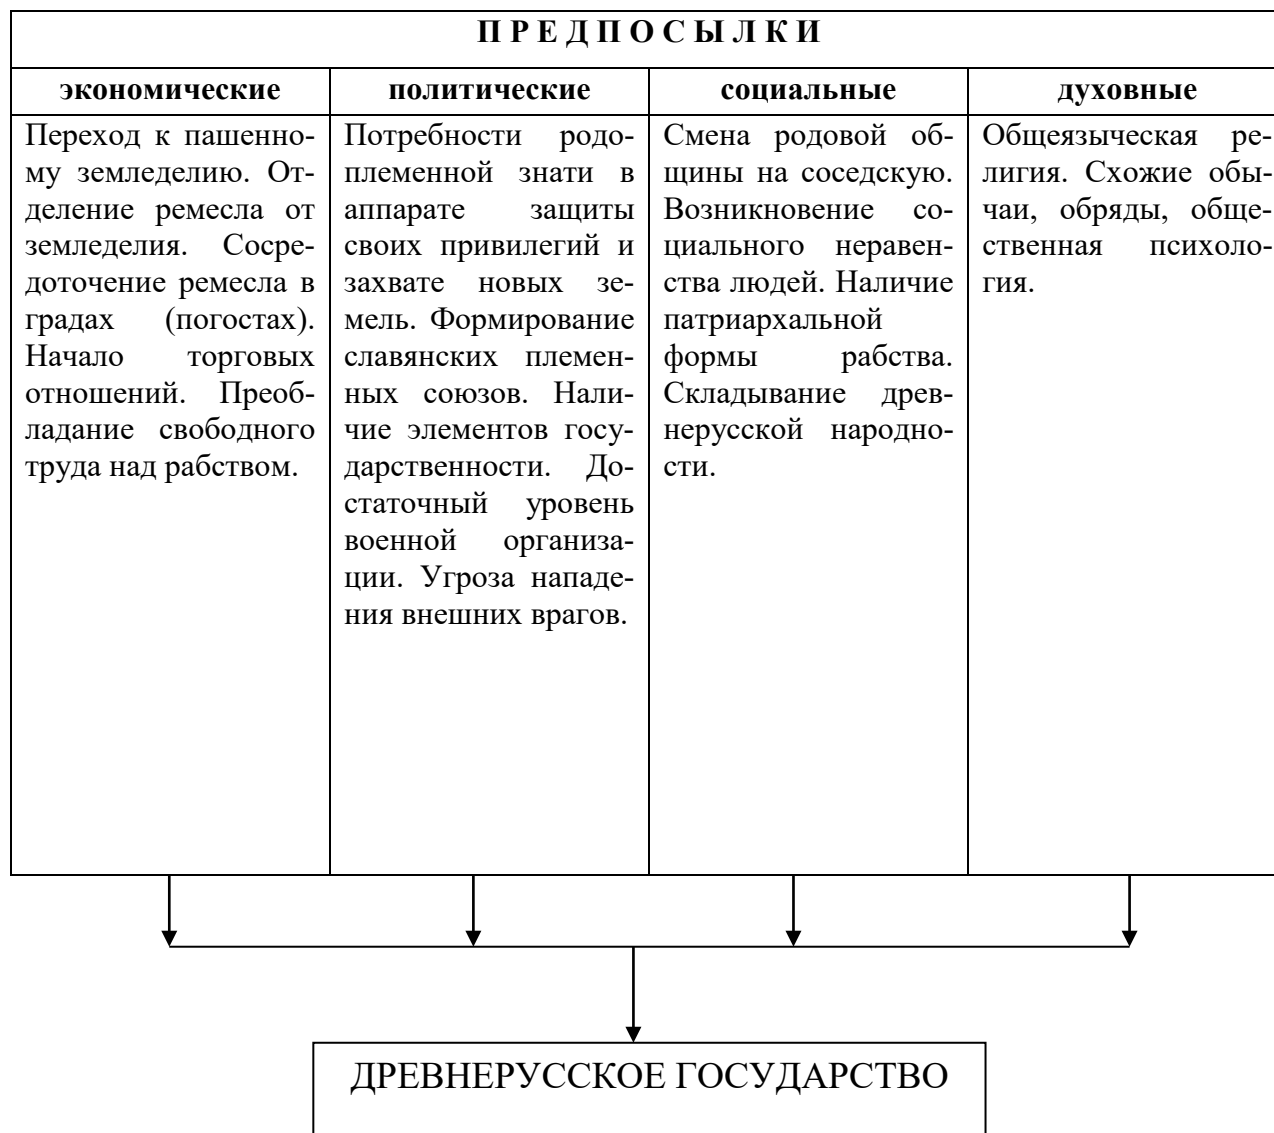 П Р Е Д П О С Ы Л К И
экономические
политические
социальные
духовные
Переход к пашенно-
му земледелию. От-
деление ремесла от
земледелия. Сосре-
доточение ремесла в
градах (погостах).
Начало торговых
отношений. Преоб-
ладание свободного
труда над рабством.
Потребности родо-
племенной знати в
аппарате защиты
своих привилегий и
захвате новых зе-
мель. Формирование
славянских племен-
ных союзов. Нали-
чие элементов госу-
дарственности. До-
статочный уровень
военной организа-
ции. Угроза нападе-
ния внешних врагов.
Смена родовой об-
щины на соседскую.
Возникновение со-
циального неравен-
ства людей. Наличие
патриархальной
формы рабства.
Складывание древ-
нерусской народно-
сти.
Общеязыческая ре-
лигия. Схожие обы-
чаи, обряды, обще-
ственная психоло-
гия.
ДРЕВНЕРУССКОЕ ГОСУДАРСТВО